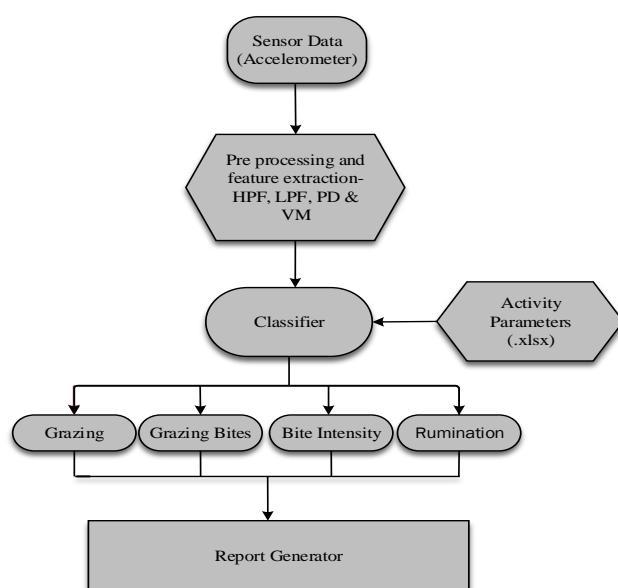 Sensor Data
(Accelerometer)
Pre processing and
feature extraction-
HPF, LPF, PD &
VM
Classifier
Activity
Parameters
(.xlsx)
Grazing
Grazing Bites
Bite Intensity
Rumination
Report Generator